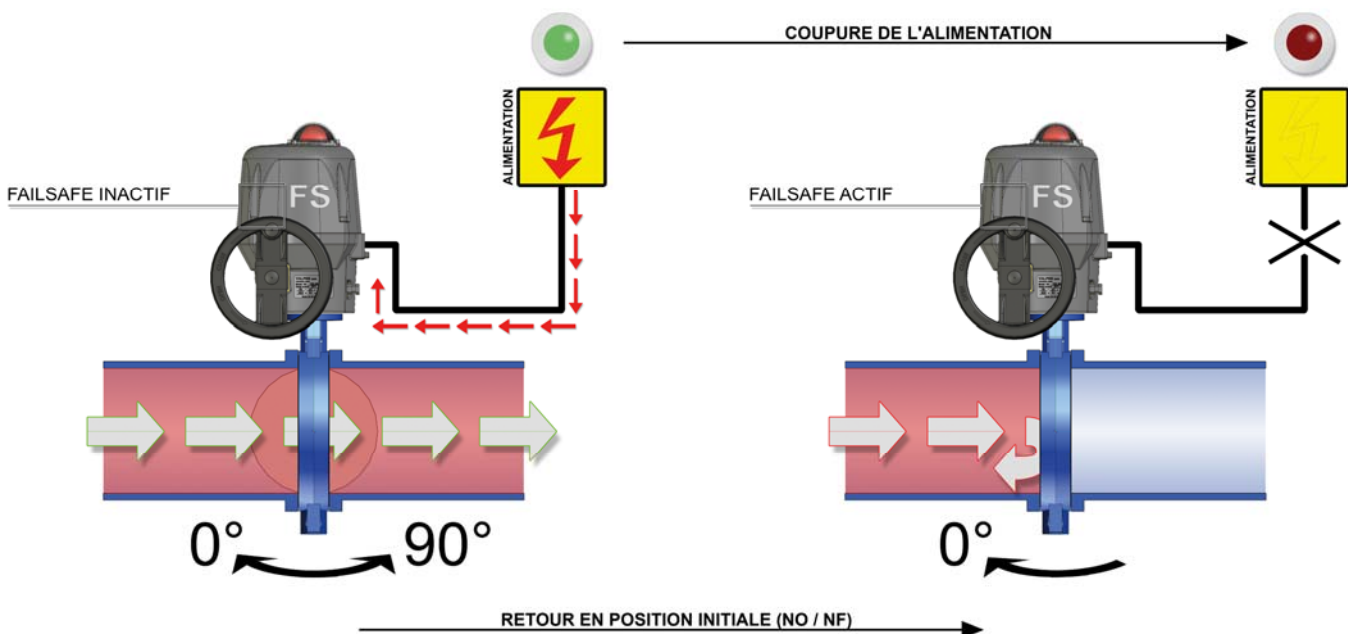 COUPURE DE L'ALIMENTATION
ALIMENTATION
ALIMENTATION
FAILSAFE INACTIF
FS
FAILSAFE ACTIF
FS
0°
90°
0°
RETOUR EN POSITION INITIALE (NO / NF)